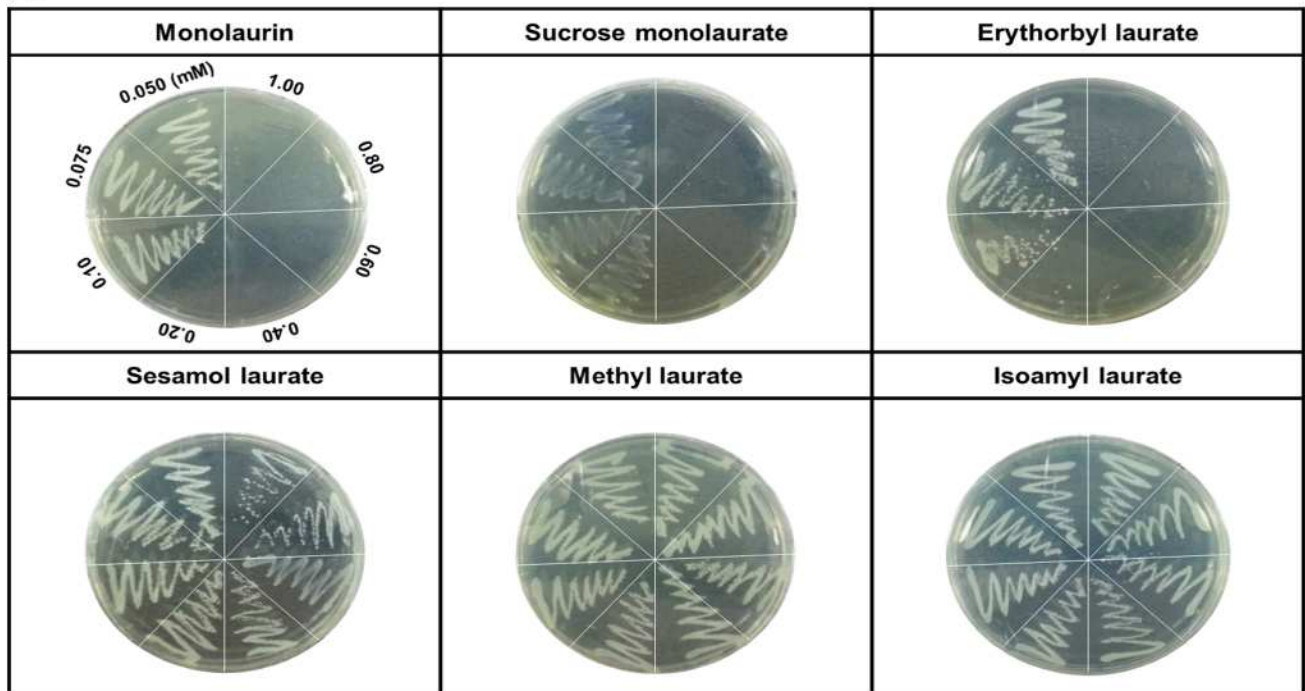 Monolaurin
Sucrose monolaurate
Erythorbyl laurate
0.050 (mM)
1.00
0.075
0.80
0.10
0.60
0.20
0.40
Sesamol laurate
Methyl laurate
Isoamyl laurate